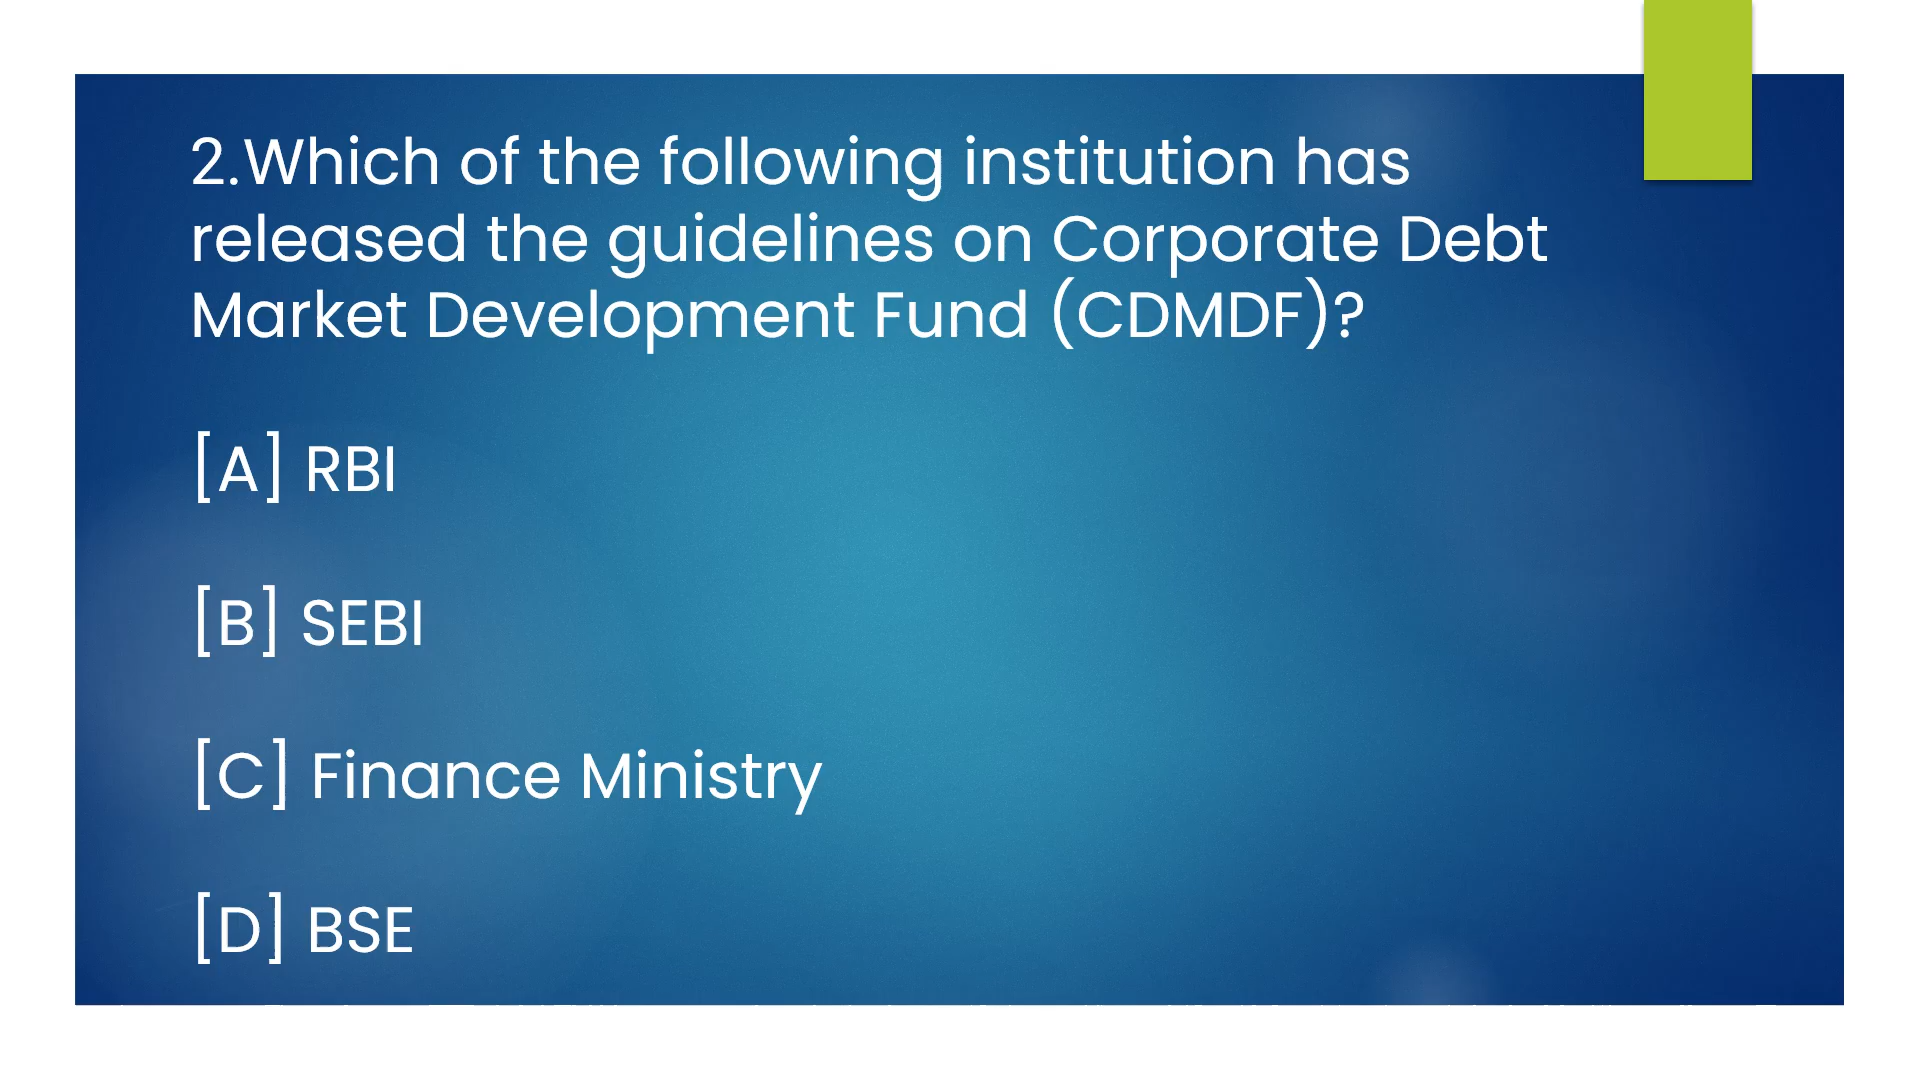 2.Which of the following institution has
released the guidelines on Corporate Debt
Market Development Fund (CDMDF)?
[A] RBI
[B] SEBI
[C] Finance Ministry
[D] BSE